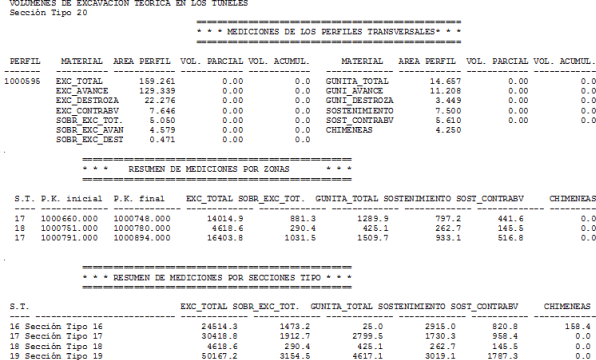 VOLUMENES DE EXCAVACION TEORICA EN LOS TUNELES
Sección Tipo 20
==================================================
* * * MEDICIONES DE LOS PERFILES TRANSVERSALES* * *
==================================================
PERFIL MATERIAL AREA PERFIL VOL. PARCIAL VOL. ACUMUL. MATERIAL AREA PERFIL VOL. PARCIAL VOL. ACUMUL.
1000595 EXC_TOTAL 159.261 0.00 0.0 GUNITA_TOTAL 14.657 0.00 0.0
EXC_AVANCE 129.339 0.00 0.0 GUNI_AVANCE 11.208 0.00 0.0
EXC_DESTROZA 22.276 0.00 0.0 GUNI_DESTROZA 3.449 0.00 0.0
EXC_CONTRABV 7.646 0.00 0.0 SOSTENIMIENTO 7.500 0.00 0.0
SOBR_EXC_TOT. 5.050 0.00 0.0 SOST_CONTRABV 5.610 0.00 0.0
SOBR_EXC_AVAN 4.579 0.00 0.0 CHIMENEAS 4.250
SOBR_EXC_DEST 0.471 0.00 0.0
==================================================
* * * RESUMEN DE MEDICIONES POR ZONAS * * *
==================================================
S.T. P.K. inicial P.K. final EXC_TOTAL SOBR_EXC_TOT. GUNITA_TOTAL SOSTENIMIENTO SOST_CONTRABV CHIMENEAS
17 1000660.000 1000748.000 14014.9 881.3 1289.9 797.2 441.6 0.0
18 1000751.000 1000780.000 4618.6 290.4 425.1 262.7 145.5 0.0
17 1000791.000 1000894.000 16403.8 1031.5 1509.7 933.1 516.8 0.0
==================================================
* * * RESUMEN DE MEDICIONES POR SECCIONES TIPO * * *
==================================================
S.T. EXC_TOTAL SOBR_EXC_TOT. GUNITA_TOTAL SOSTENIMIENTO SOST_CONTRABV CHIMENEAS
16 Sección Tipo 16 24514.3 1473.2 25.0 2915.0 820.8 158.4
17 Sección Tipo 17 30418.8 1912.7 2799.5 1730.3 958.4 0.0
18 Sección Tipo 18 4618.6 290.4 425.1 262.7 145.5 0.0
19 Sección Tipo 19 50167.2 3154.5 4617.1 3019.1 1787.3 0.0